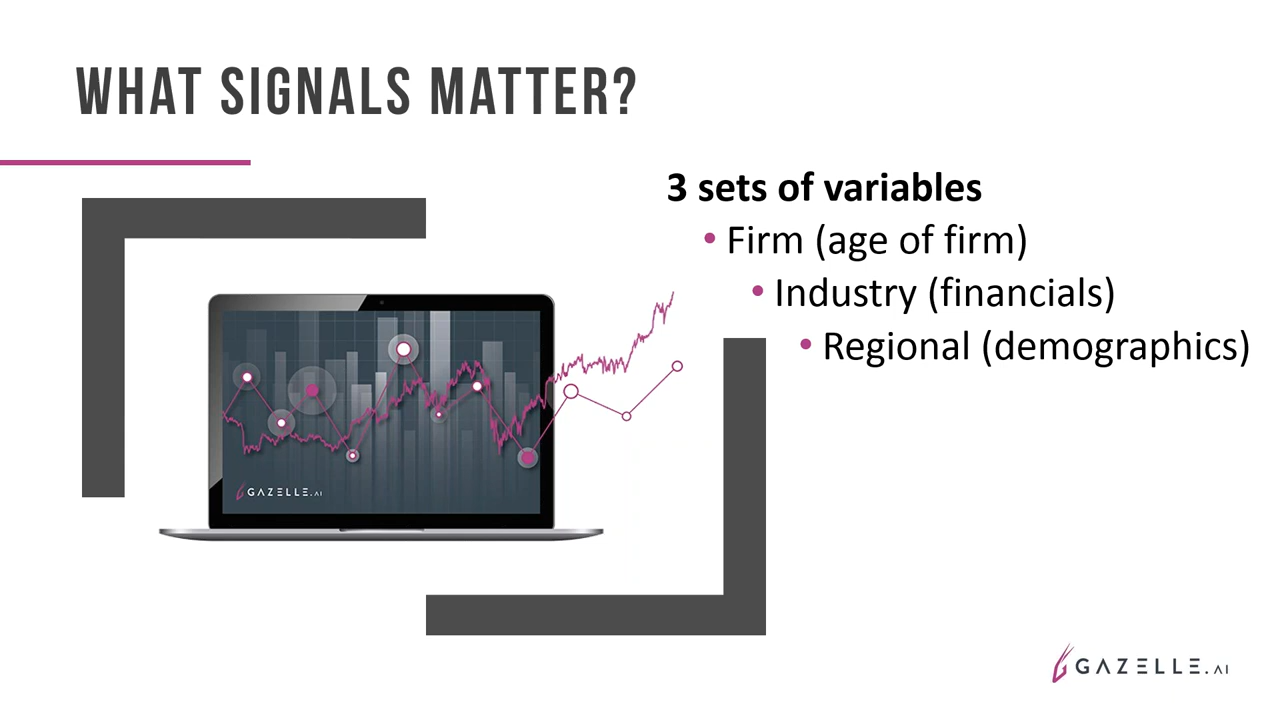 WHAT SIGNALS MATTER?
3 sets of variables
• Firm (age of firm)
• Industry (financials)
• Regional (demographics)
GAZELLE.AI
GAZELLE.AI